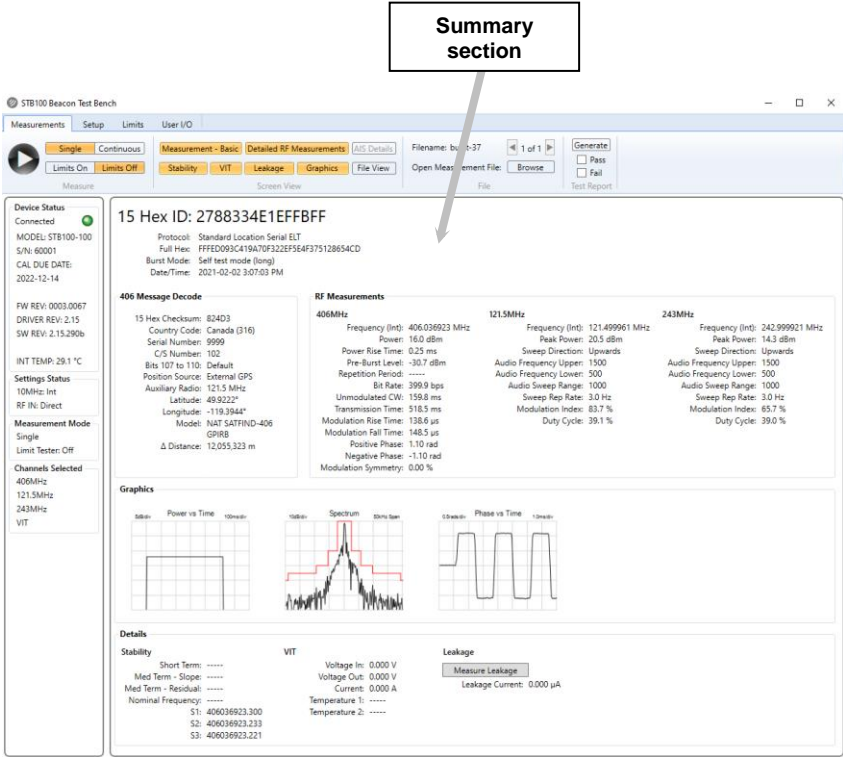 Summary
section
STB100 Beacon Test Bench
Measurements Setup Limits User I/O
Single Continuous
Limits On Limits Off
Measure
Measurement - Basic Detailed RF Measurements AIS Details
Stability VIT Leakage Graphics File View
Screen View
Filename: 1 of 1
Open Measurement File: Browse
File
Generate
Pass
Fail
Test Report
Device Status
Connected
MODEL: STB100-100
S/N: 60001
CAL DUE DATE:
2022-12-14
FW REV: 0003.0067
DRIVER REV: 2.15
SW REV: 2.15.290b
INT TEMP: 29.1 °C
Settings Status
10MHz: Int
RF IN: Direct
Measurement Mode
Single
Limit Tester: Off
Channels Selected
406MHz
121.5MHz
243MHz
VIT
15 Hex ID: 2788334E1EFFBFF
Protocol: Standard Location Serial ELT
Full Hex: FFFED093C419A70F322EF5E4F375128654CD
Burst Mode: Self test mode (long)
Date/Time: 2021-02-02 3:07:03 PM
406 Message Decode
15 Hex Checksum: 824D3
Country Code: Canada (316)
Serial Number: 9999
C/S Number: 102
Bits 107 to 110: Default
Position Source: External GPS
Auxiliary Radio: 121.5 MHz
Latitude: 49.9222°
Longitude: -119.3944°
Model: NAT SATFIND-406
GPIRB
Δ Distance: 12,055,323 m
RF Measurements
406MHz
Frequency (Int): 406.036923 MHz
Power: 16.0 dBm
Power Rise Time: 0.25 ms
Pre-Burst Level: -30.7 dBm
Repetition Period: -----
Bit Rate: 399.9 bps
Unmodulated CW: 159.8 ms
Transmission Time: 518.5 ms
Modulation Rise Time: 138.6 µs
Modulation Fall Time: 148.5 µs
Positive Phase: 1.10 rad
Negative Phase: -1.10 rad
Modulation Symmetry: 0.00 %
121.5MHz
Frequency (Int): 121.499961 MHz
Peak Power: 20.5 dBm
Sweep Direction: Upwards
Audio Frequency Upper: 1500
Audio Frequency Lower: 500
Audio Sweep Range: 1000
Sweep Rep Rate: 3.0 Hz
Modulation Index: 83.7 %
Duty Cycle: 39.1 %
243MHz
Frequency (Int): 242.999921 MHz
Peak Power: 14.3 dBm
Sweep Direction: Upwards
Audio Frequency Upper: 1500
Audio Frequency Lower: 500
Audio Sweep Range: 1000
Sweep Rep Rate: 3.0 Hz
Modulation Index: 65.7 %
Duty Cycle: 39.0 %
Graphics
Power vs Time
Spectrum
Phase vs Time
Details
Stability
Short Term: -----
Med Term - Slope: -----
Med Term - Residual: -----
Nominal Frequency: -----
S1: 406036923.300
S2: 406036923.233
S3: 406036923.221
VIT
Voltage In: 0.000 V
Voltage Out: 0.000 V
Current: 0.000 A
Temperature 1: -----
Temperature 2: -----
Leakage
Measure Leakage
Leakage Current: 0.000 µA